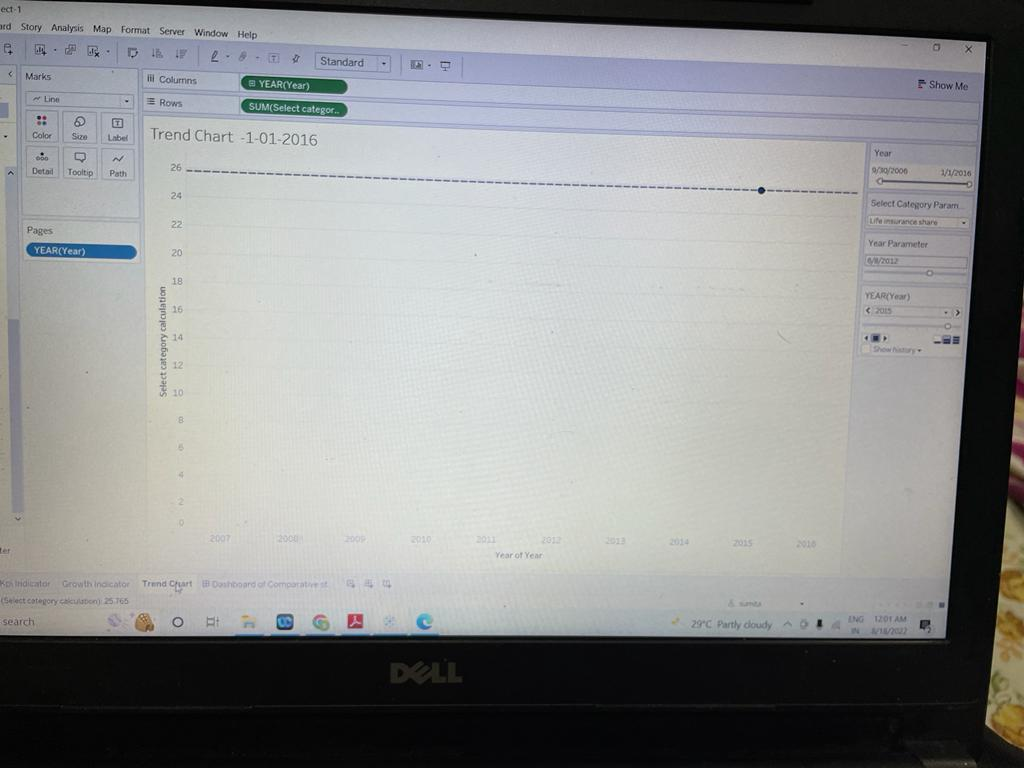 ect-1
ard Story Analysis Map Format Server Window Help
Standard
Show Me
Marks
Line
Color Size Label
Detail Tooltip Path
Pages
YEAR(Year)
Columns
YEAR(Year)
Rows
SUM(Select categor..
Trend Chart -1-01-2016
26
24
22
20
18
16
14
12
10
8
6
4
2
0
Select category calculation
2007 2008 2009 2010 2011 2012 2013 2014 2015 2016
Year of Year
Year
9/30/2006 1/1/2016
Select Category Param...
Life insurance share
Year Parameter
6/8/2012
YEAR(Year)
2015
Show history
ter
Kpi Indicator Growth Indicator Trend Chart Dashboard of Comparative st
(Select category calculation): 25.765
sumita
search
29°C Partly cloudy
ENG
IN
12:01 AM
8/18/2022
2
DELL